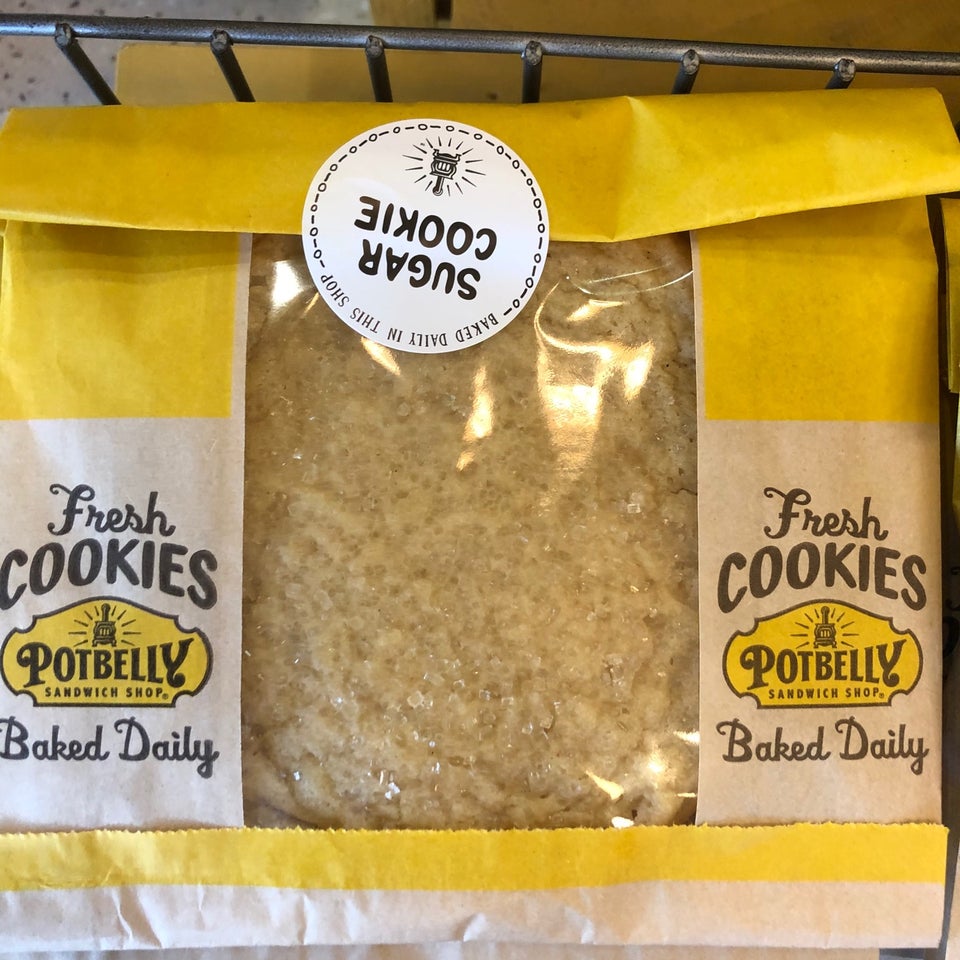 SUGAR
COOKIE
BAKED DAILY IN THIS SHOP
Fresh
COOKIES
POTBELLY
SANDWICH SHOP®
Baked Daily
Fresh
COOKIES
POTBELLY
SANDWICH SHOP®
Baked Daily